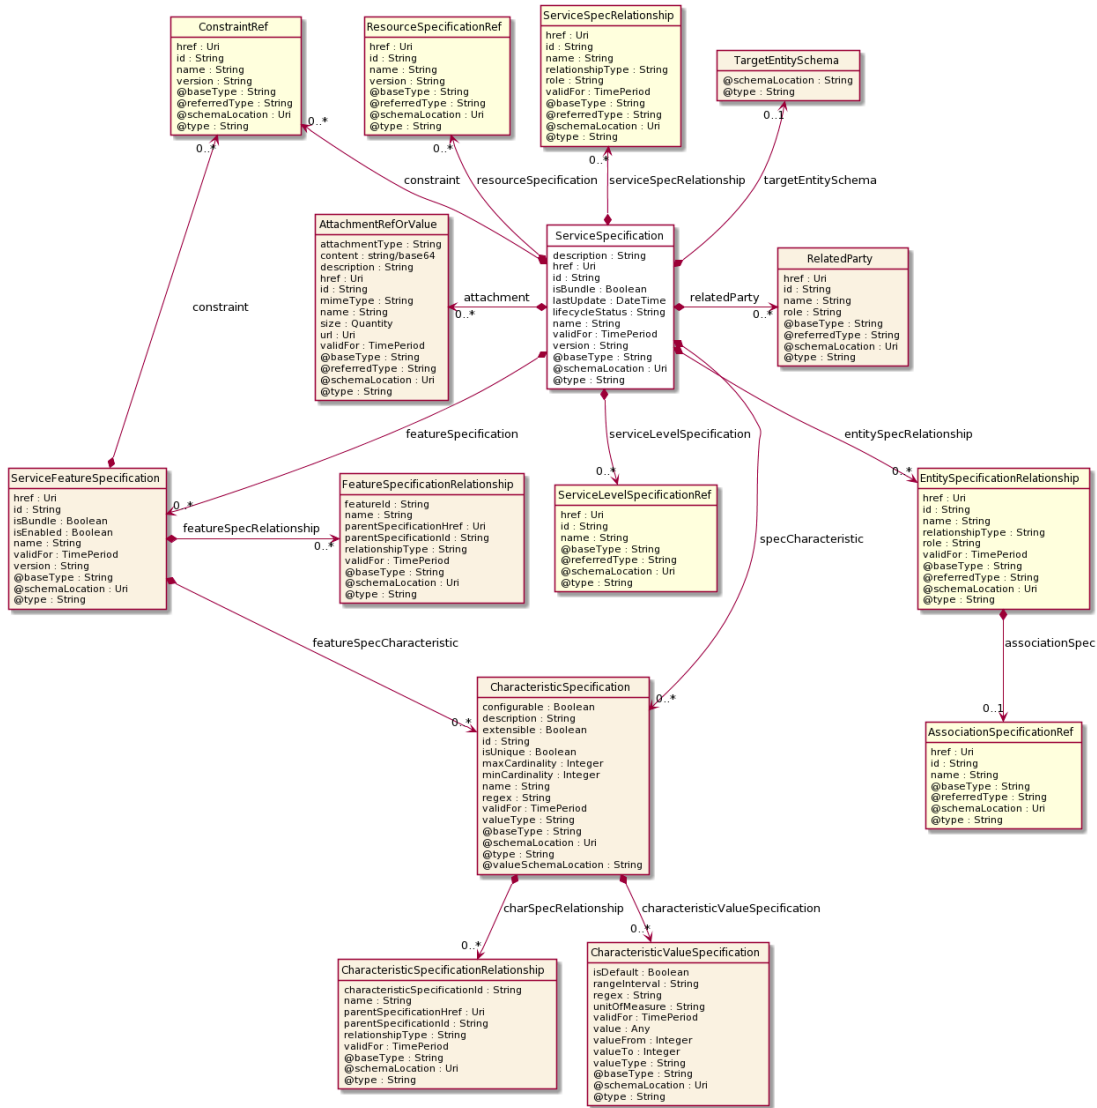 ConstraintRef
href : Uri
id : String
name : String
version : String
@baseType : String
@referredType : String
@schemaLocation : Uri
@type : String
ResourceSpecificationRef
href : Uri
id : String
name : String
version : String
@baseType : String
@referredType : String
@schemaLocation : Uri
@type : String
ServiceSpecRelationship
href : Uri
id : String
name : String
relationshipType : String
role : String
validFor : TimePeriod
@baseType : String
@referredType : String
@schemaLocation : Uri
@type : String
TargetEntitySchema
@schemaLocation : String
@type : String
0..*
0..*
0..*
0..*
0..1
constraint
resourceSpecification
serviceSpecRelationship
targetEntitySchema
AttachmentRefOrValue
attachmentType : String
content : string/base64
description : String
href : Uri
id : String
mimeType : String
name : String
size : Quantity
url : Uri
validFor : TimePeriod
@baseType : String
@referredType : String
@schemaLocation : Uri
@type : String
attachment
0..*
ServiceSpecification
description : String
href : Uri
id : String
isBundle : Boolean
lastUpdate : DateTime
lifecycleStatus : String
name : String
validFor : TimePeriod
version : String
@baseType : String
@schemaLocation : Uri
@type : String
relatedParty
0..*
RelatedParty
href : Uri
id : String
name : String
role : String
@baseType : String
@referredType : String
@schemaLocation : Uri
@type : String
constraint
featureSpecification
serviceLevelSpecification
entitySpecRelationship
0..*
0..*
0..*
ServiceFeatureSpecification
href : Uri
id : String
isBundle : Boolean
isEnabled : Boolean
name : String
validFor : TimePeriod
version : String
@baseType : String
@schemaLocation : Uri
@type : String
featureSpecRelationship
0..*
FeatureSpecificationRelationship
featureId : String
name : String
parentSpecificationHref : Uri
parentSpecificationId : String
relationshipType : String
validFor : TimePeriod
@baseType : String
@schemaLocation : Uri
@type : String
ServiceLevelSpecificationRef
href : Uri
id : String
name : String
@baseType : String
@referredType : String
@schemaLocation : Uri
@type : String
specCharacteristic
EntitySpecificationRelationship
href : Uri
id : String
name : String
relationshipType : String
role : String
validFor : TimePeriod
@baseType : String
@referredType : String
@schemaLocation : Uri
@type : String
featureSpecCharacteristic
associationSpec
0..*
0..*
0..1
CharacteristicSpecification
configurable : Boolean
description : String
extensible : Boolean
id : String
isUnique : Boolean
maxCardinality : Integer
minCardinality : Integer
name : String
regex : String
validFor : TimePeriod
valueType : String
@baseType : String
@schemaLocation : Uri
@type : String
@valueSchemaLocation : String
AssociationSpecificationRef
href : Uri
id : String
name : String
@baseType : String
@referredType : String
@schemaLocation : Uri
@type : String
charSpecRelationship
characteristicValueSpecification
0..*
0..*
CharacteristicSpecificationRelationship
characteristicSpecificationId : String
name : String
parentSpecificationHref : Uri
parentSpecificationId : String
relationshipType : String
validFor : TimePeriod
@baseType : String
@schemaLocation : Uri
@type : String
CharacteristicValueSpecification
isDefault : Boolean
rangeInterval : String
regex : String
unitOfMeasure : String
validFor : TimePeriod
value : Any
valueFrom : Integer
valueTo : Integer
valueType : String
@baseType : String
@schemaLocation : Uri
@type : String